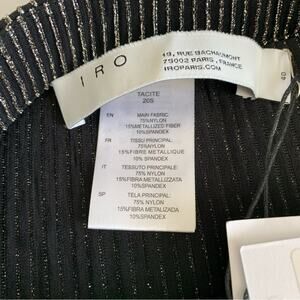 IRO
19, RUE BACHAUMONT
75002 PARIS, FRANCE
IROPARIS.COM
40
TACITE
20S
EN
MAIN FABRIC:
75%NYLON
15%METALLIZED FIBER
10%SPANDEX
FR
TISSU PRINCIPAL:
75%NYLON
15%FIBRE METALLIQUE
10%SPANDEX
IT
TESSUTO PRINCIPALE:
75% NYLON
15%FIBRA METALLIZZATA
10%SPANDEX
SP
TELA PRINCIPAL:
75%NYLON
15%FIBRA METALIZADA
10%SPANDEX